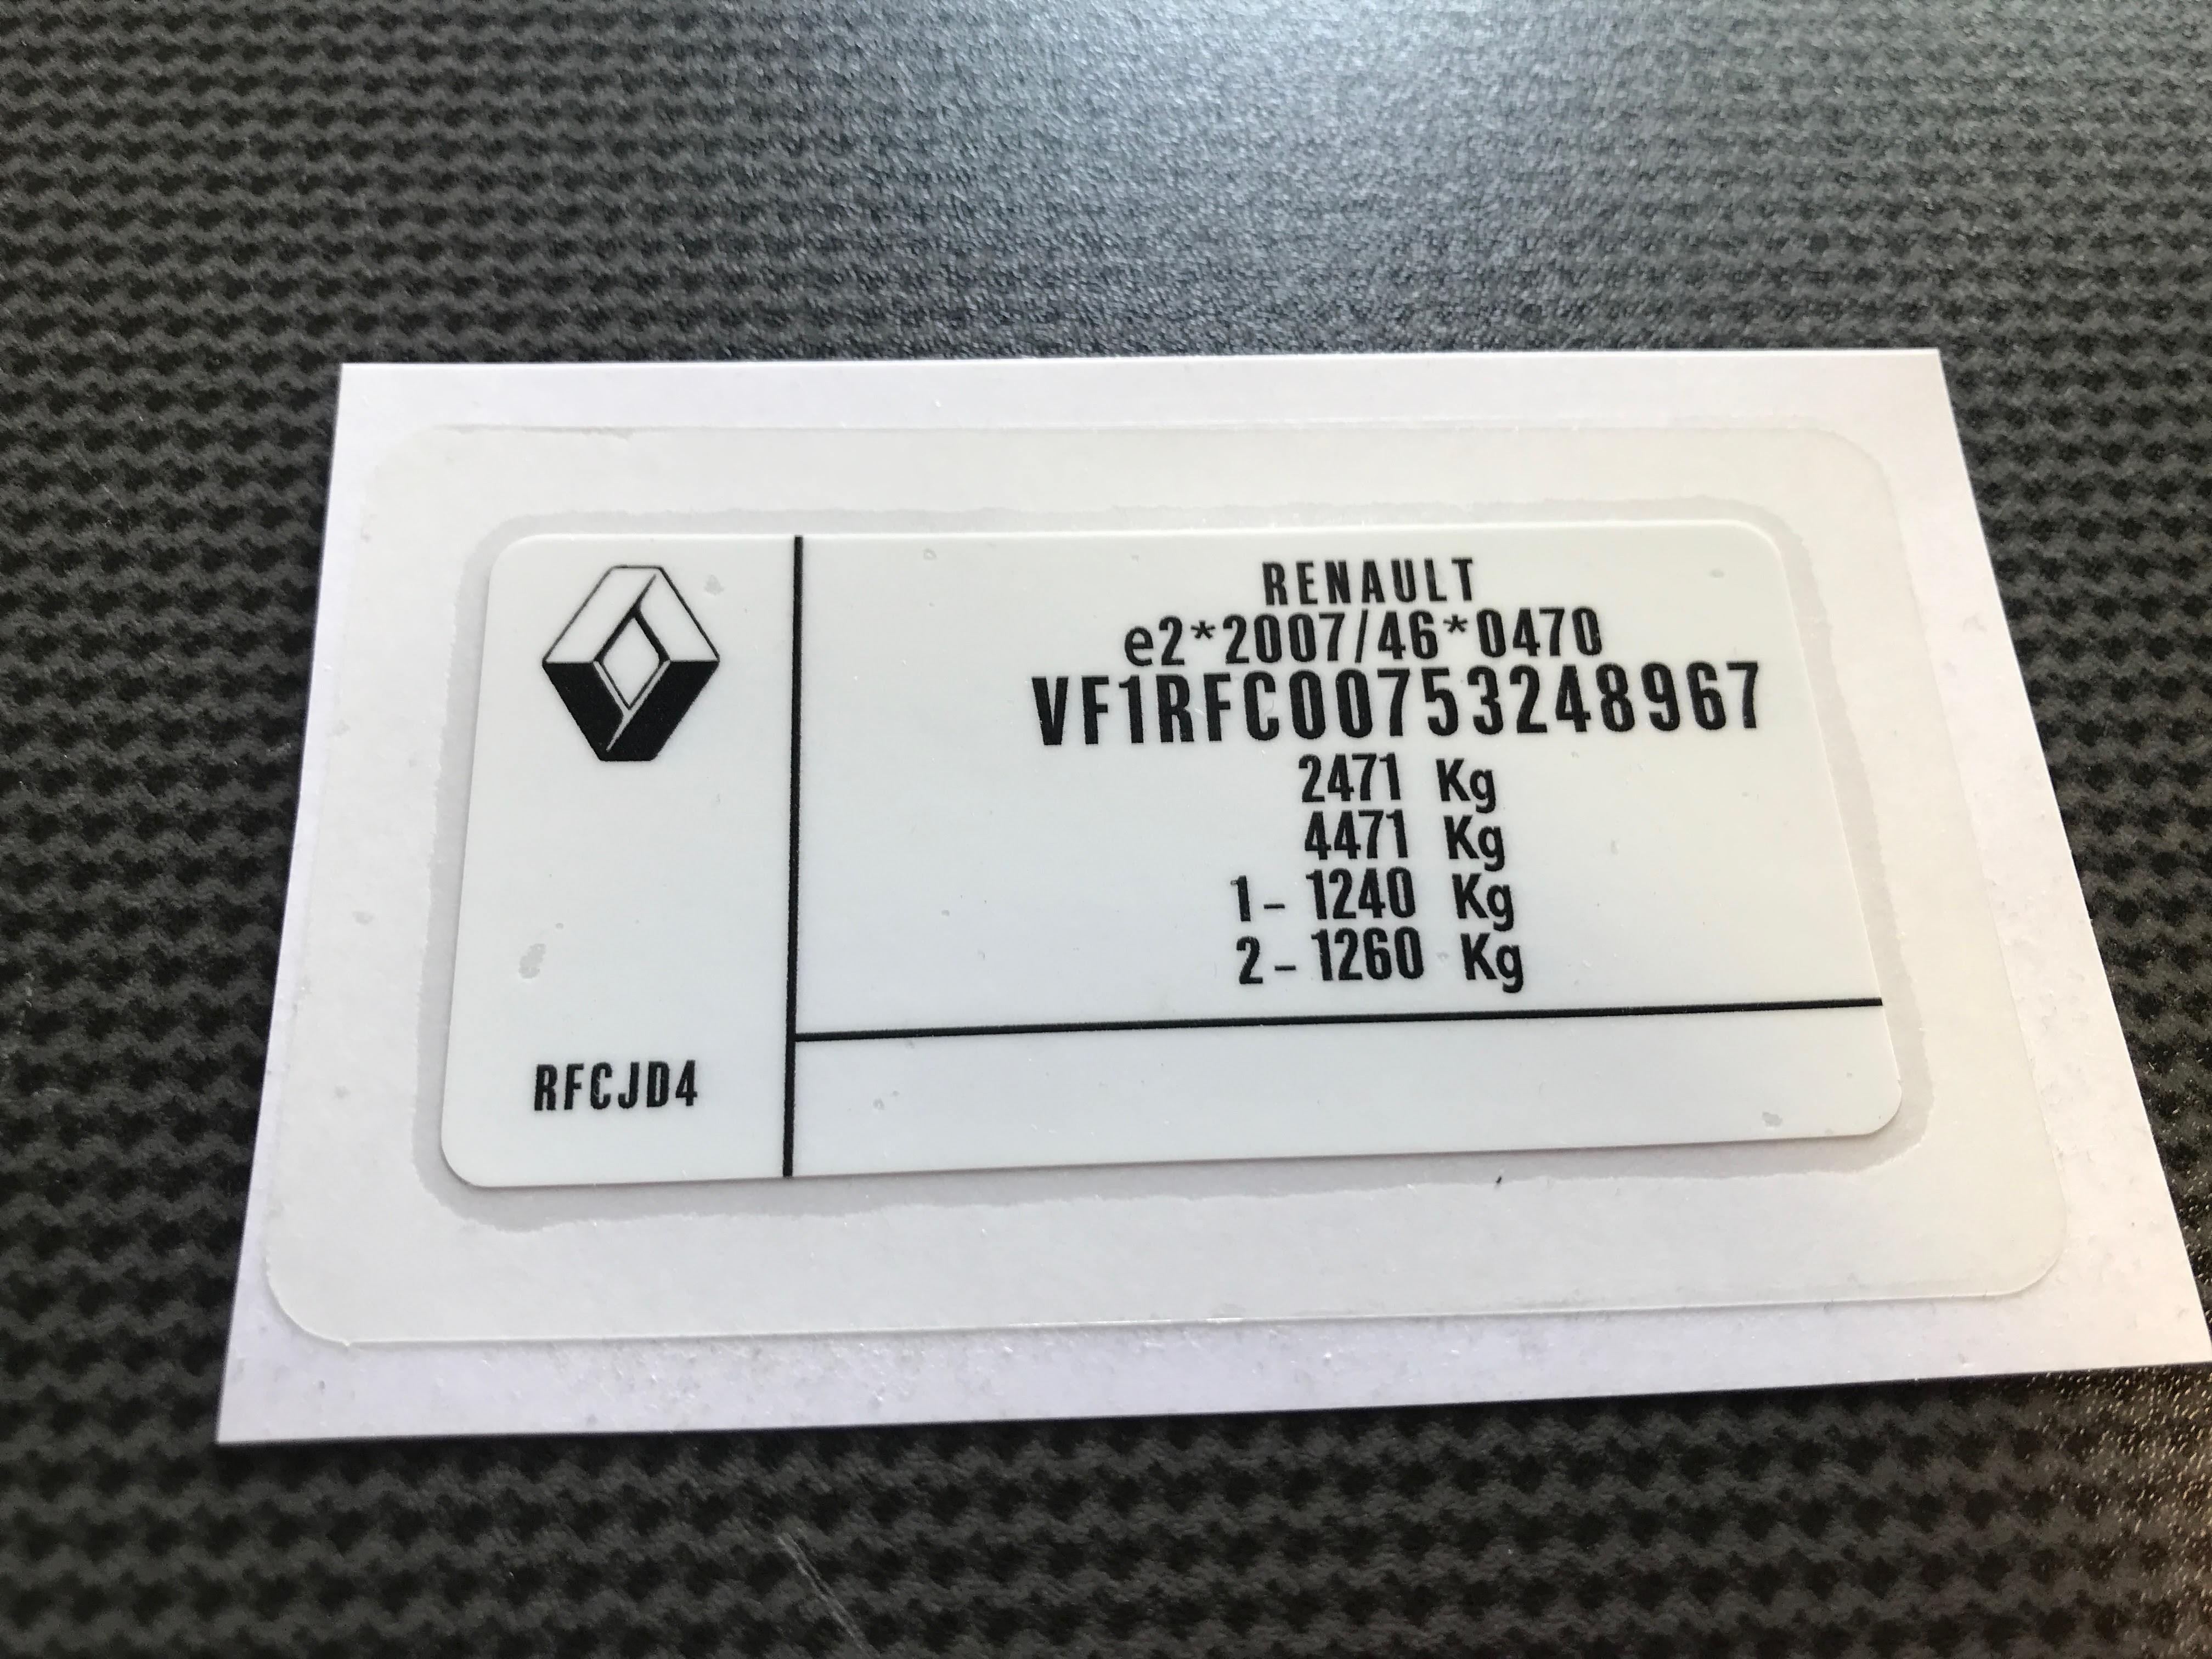 RENAULT
e2*2007/46*0470
VF1RFC00753248967
2471 Kg
4471 Kg
1- 1240 Kg
2- 1260 Kg
RFCJD4